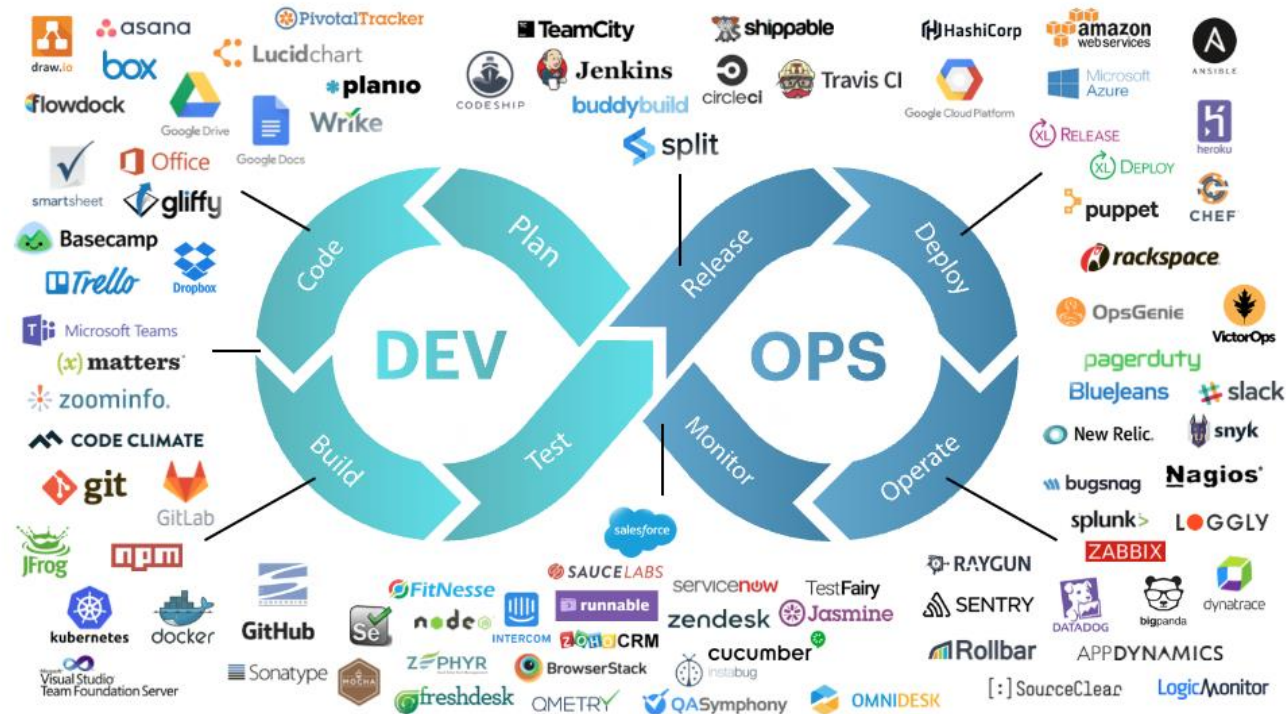 draw.io
asana
PivotalTracker
Lucidchart
box
flowdock
Google Drive
planio
Wrike
Google Docs
Office
smartsheet
gliffy
Basecamp
Trello
Dropbox
TeamCity
shippable
CODESHIP
Jenkins
buddybuild
circleci
Travis CI
split
HashiCorp
amazon
web services
ANSIBLE
Google Cloud Platform
Microsoft
Azure
XL RELEASE
heroku
XL DEPLOY
puppet
CHEF
rackspace
Code
Plan
Release
Deploy
DEV
OPS
Build
Test
Monitor
Operate
Microsoft Teams
(x) matters
zoominfo.
CODE CLIMATE
git
GitLab
JFrog
npm
kubernetes
docker
GitHub
SUBVERSION
Microsoft
Visual Studio
Team Foundation Server
Sonatype
OpsGenie
VictorOps
pagerduty
BlueJeans
slack
New Relic.
snyk
bugsnag
Nagios
splunk>
LOGGLY
ZABBIX
RAYGUN
SENTRY
DATADOG
bigpanda
dynatrace
Rollbar
APPDYNAMICS
[:]SourceClear
LogicMonitor
salesforce
SAUCELABS
FitNesse
servicenow
TestFairy
Se
node
INTERCOM
runnable
zendesk
Jasmine
ZOHO CRM
cucumber
ZEPHYR
BrowserStack
instabug
MOCHA
freshdesk
QMETRY
QASymphony
OMNIDESK